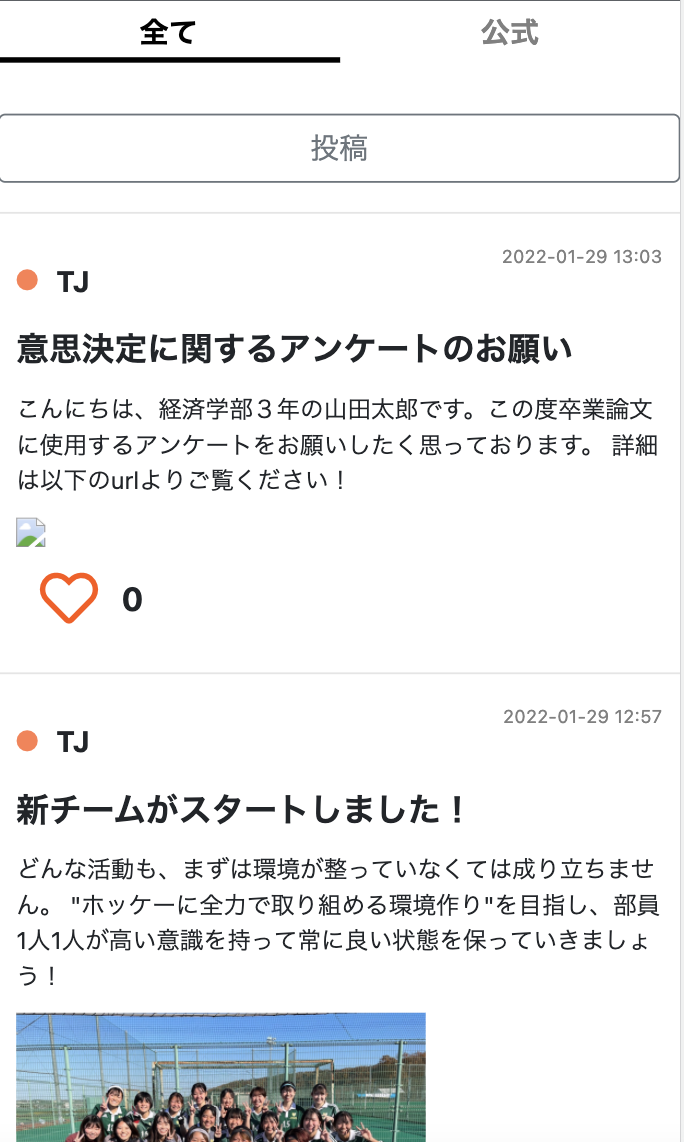 全て
公式
投稿
2022-01-29 13:03
TJ
意思決定に関するアンケートのお願い
こんにちは、経済学部３年の山田太郎です。この度卒業論文
に使用するアンケートをお願いしたく思っております。 詳細
は以下のurlよりご覧ください！
0
2022-01-29 12:57
TJ
新チームがスタートしました！
どんな活動も、まずは環境が整っていなくては成り立ちませ
ん。 "ホッケーに全力で取り組める環境作り"を目指し、部員
1人1人が高い意識を持って常に良い状態を保っていきましょ
う！